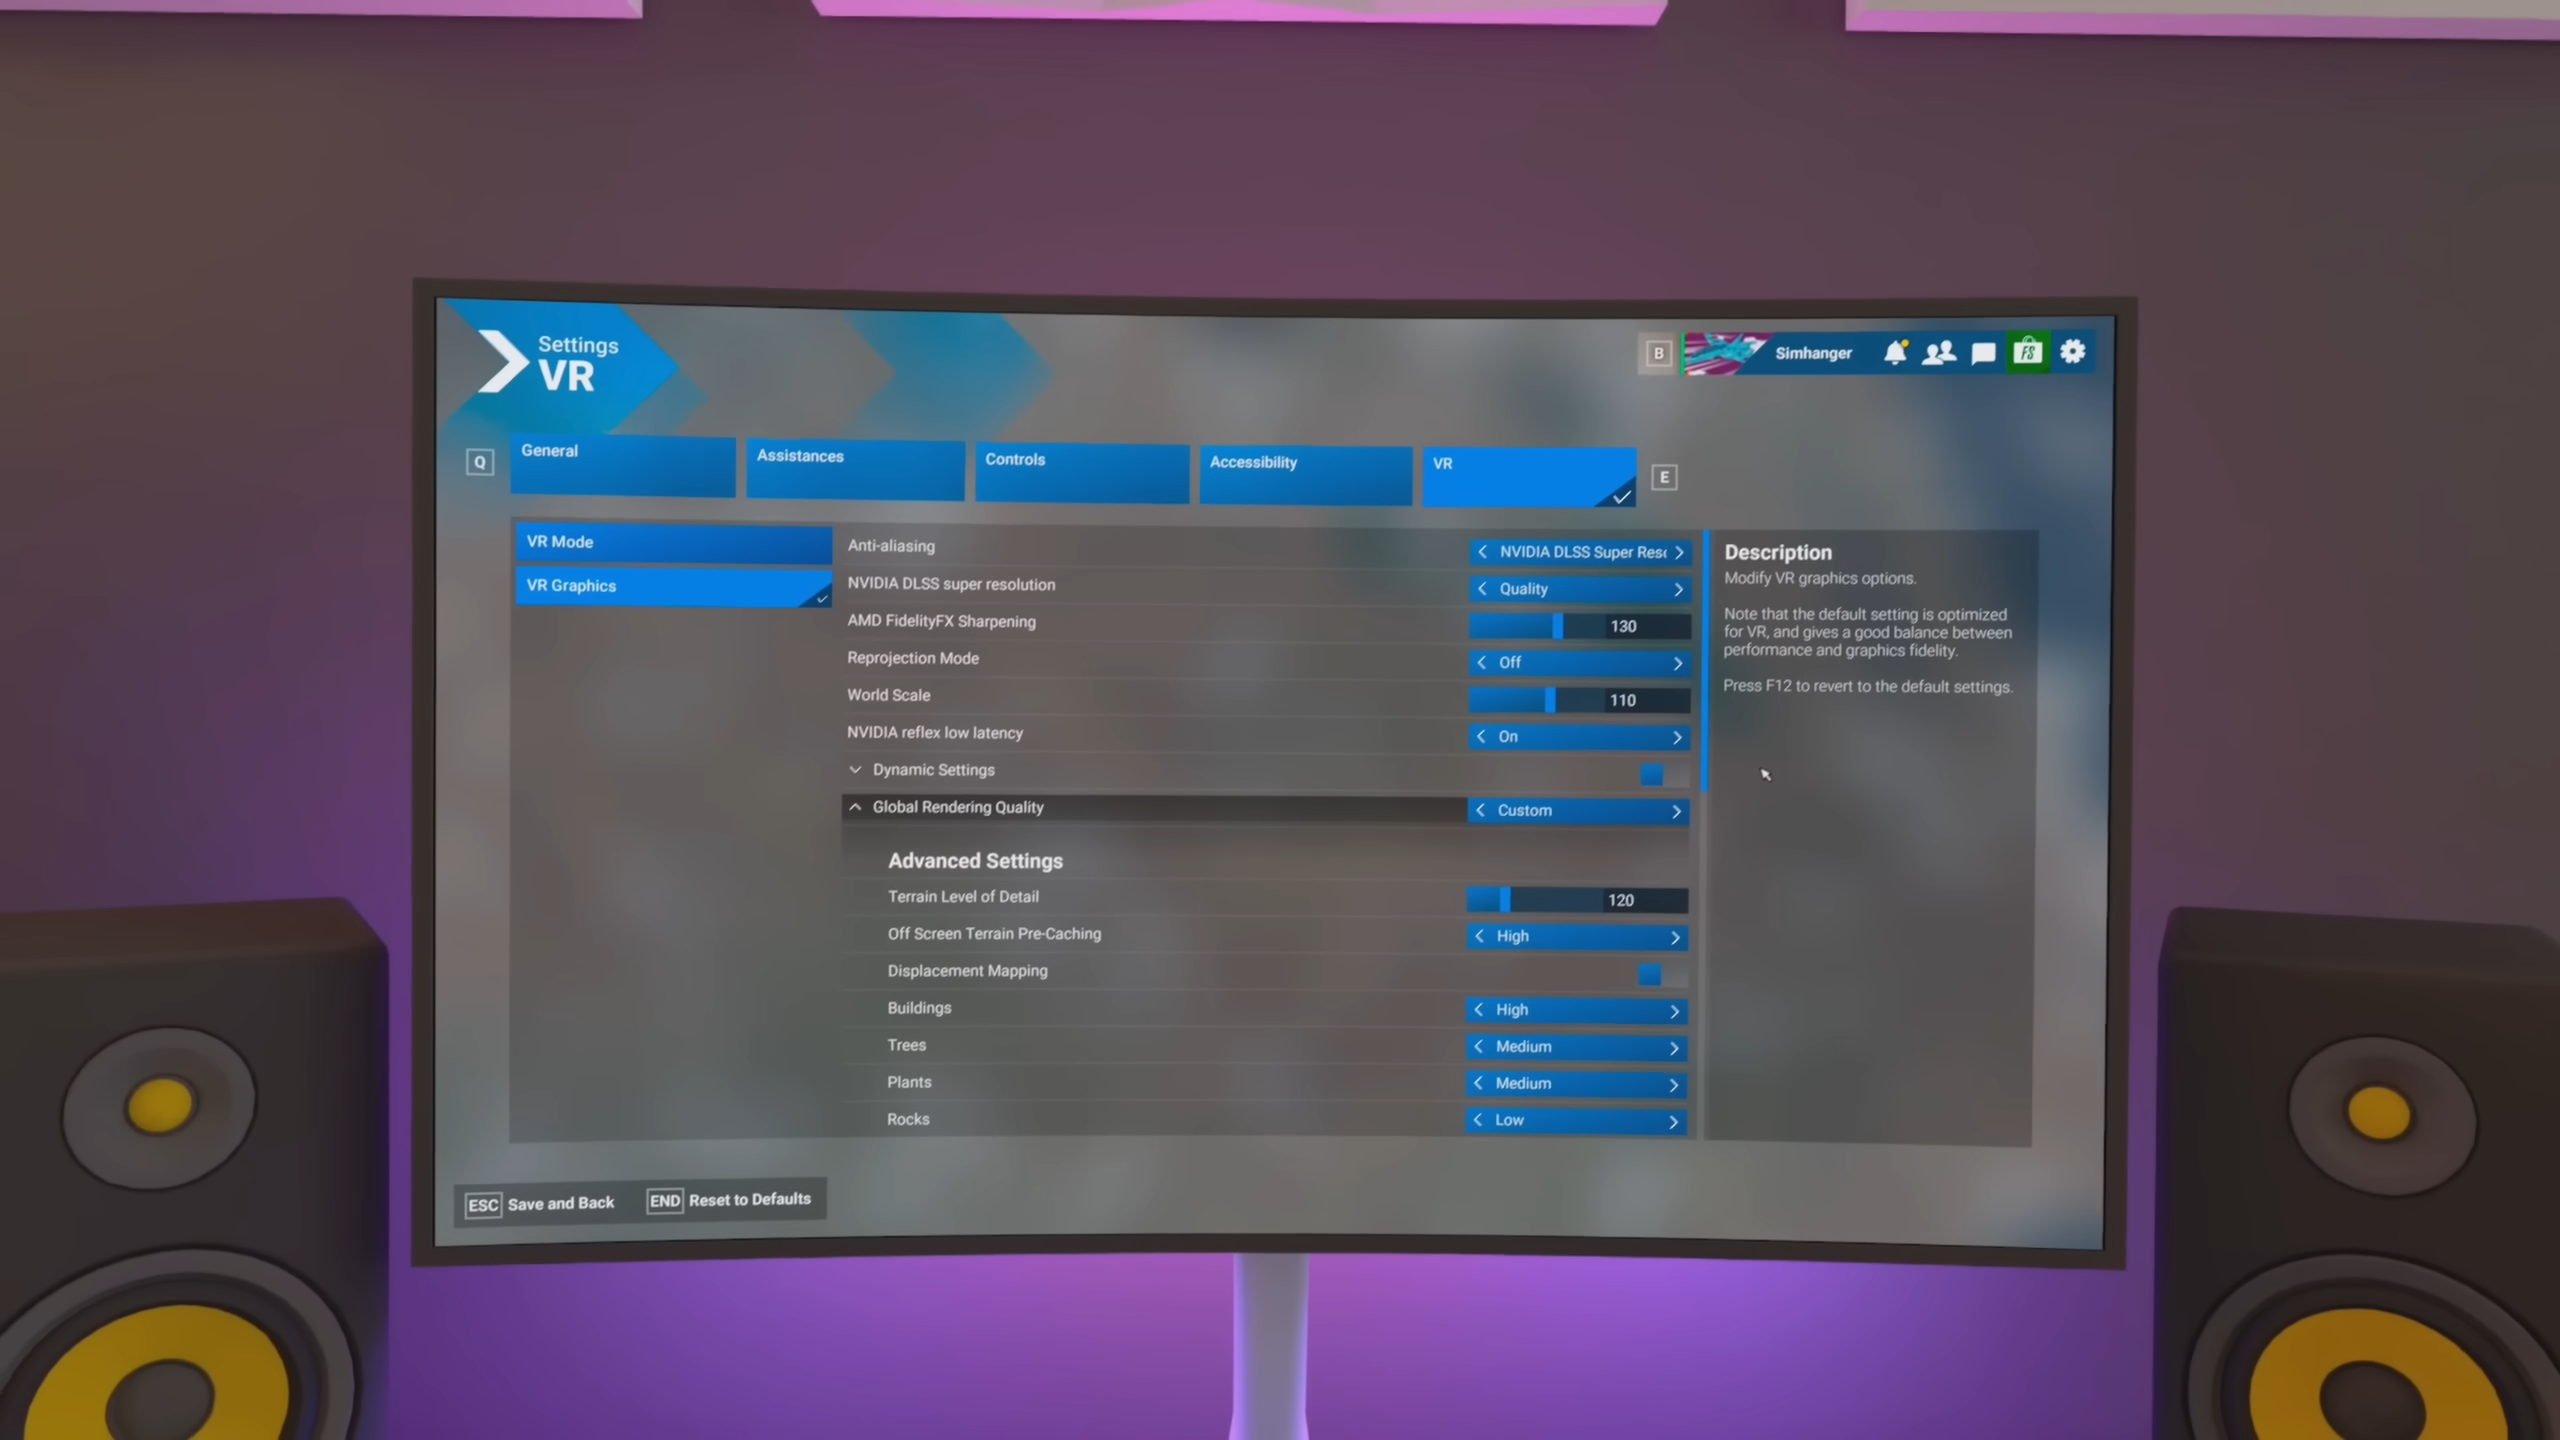 Settings
VR
B
Simhanger
FS
Q
General
Assistances
Controls
Accessibility
VR
E
VR Mode
VR Graphics
Anti-aliasing
NVIDIA DLSS Super Res
NVIDIA DLSS super resolution
Quality
AMD FidelityFX Sharpening
130
Reprojection Mode
Off
World Scale
110
NVIDIA reflex low latency
On
Dynamic Settings
Global Rendering Quality
Custom
Advanced Settings
Terrain Level of Detail
120
Off Screen Terrain Pre-Caching
High
Displacement Mapping
Buildings
High
Trees
Medium
Plants
Medium
Rocks
Low
Description
Modify VR graphics options.
Note that the default setting is optimized
for VR, and gives a good balance between
performance and graphics fidelity.
Press F12 to revert to the default settings.
ESC Save and Back
END Reset to Defaults